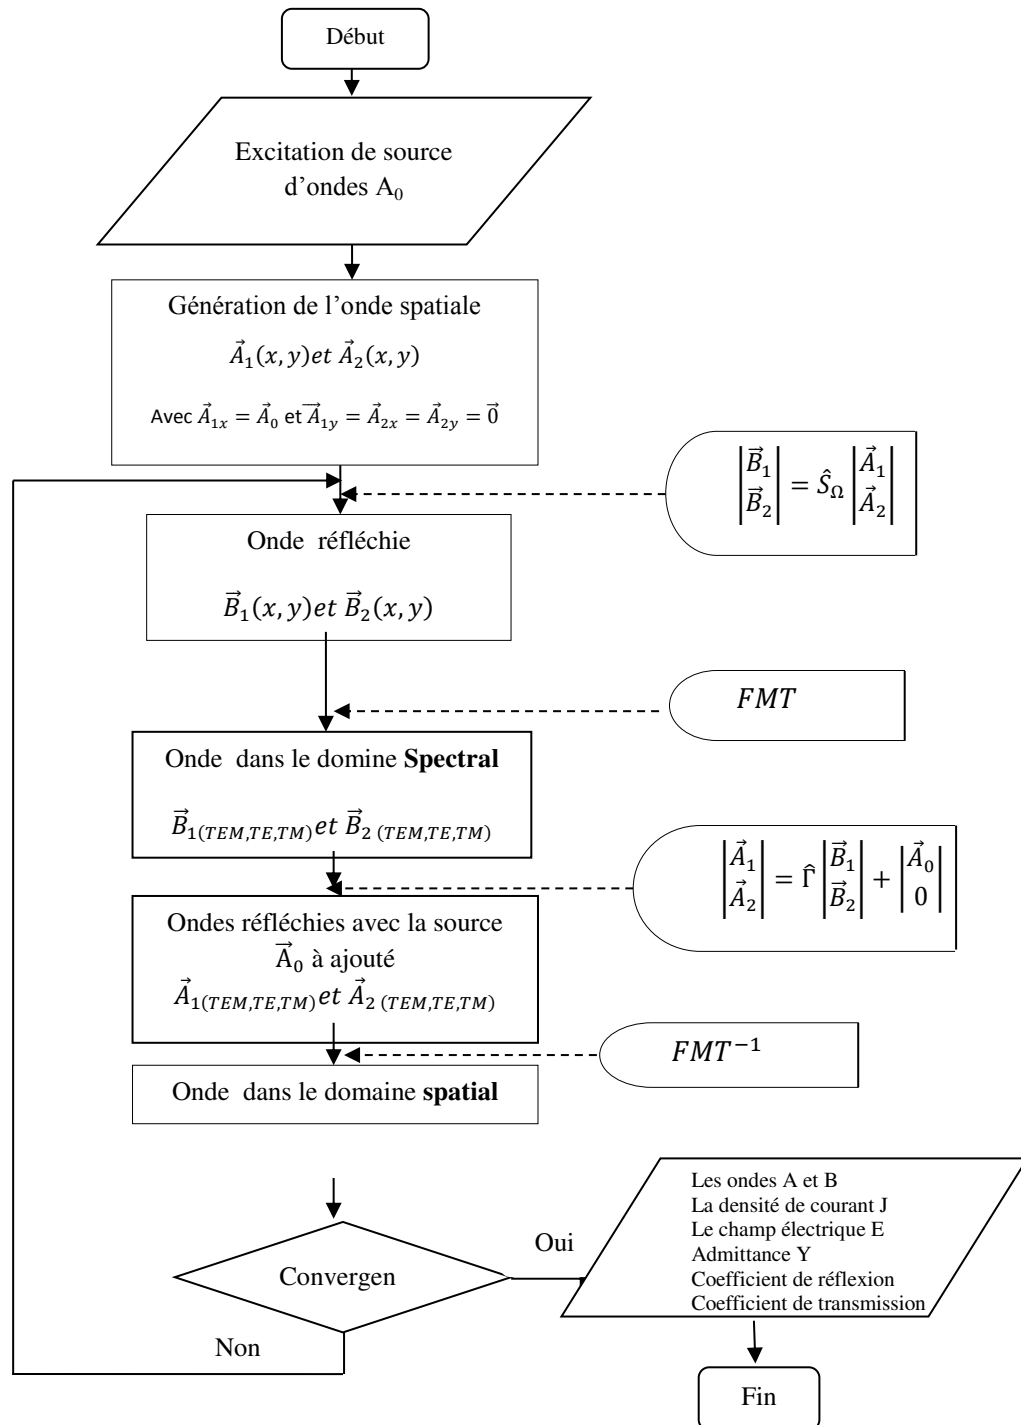 Début
Excitation de source
d’ondes A₀
Génération de l’onde spatiale
A⃗₁(x, y)et A⃗₂(x, y)
Avec A⃗₁ₓ = A⃗₀ et A⃗₁y = A⃗₂ₓ = A⃗₂y = 0⃗
|B⃗₁| = Ŝ_Ω |A⃗₁|
|B⃗₂| |A⃗₂|
Onde réfléchie
B⃗₁(x, y)et B⃗₂(x, y)
FMT
Onde dans le domine Spectral
B⃗₁(TEM,TE,TM)et B⃗₂ (TEM,TE,TM)
|A⃗₁| = Γ̂ |B⃗₁| + |A⃗₀|
|A⃗₂| |B⃗₂| |0|
Ondes réfléchies avec la source
A⃗₀ à ajouté
A⃗₁(TEM,TE,TM)et A⃗₂ (TEM,TE,TM)
FMT⁻¹
Onde dans le domaine spatial
Convergen
Oui
Non
Les ondes A et B
La densité de courant J
Le champ électrique E
Admittance Y
Coefficient de réflexion
Coefficient de transmission
Fin